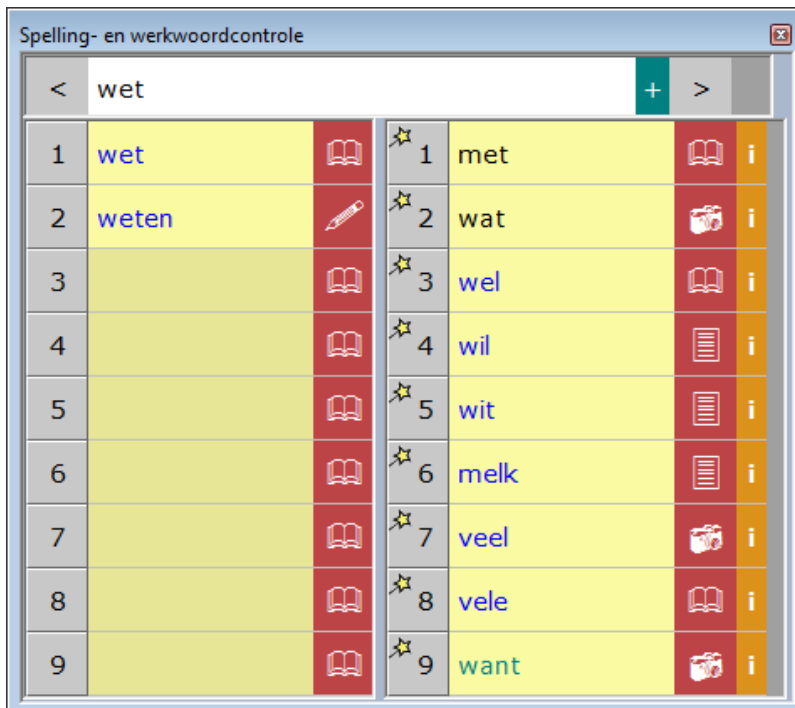 Spelling- en werkwoordcontrole
< wet + >
1 wet 1 met i
2 weten 2 wat i
3 3 wel i
4 4 wil i
5 5 wit i
6 6 melk i
7 7 veel i
8 8 vele i
9 9 want i